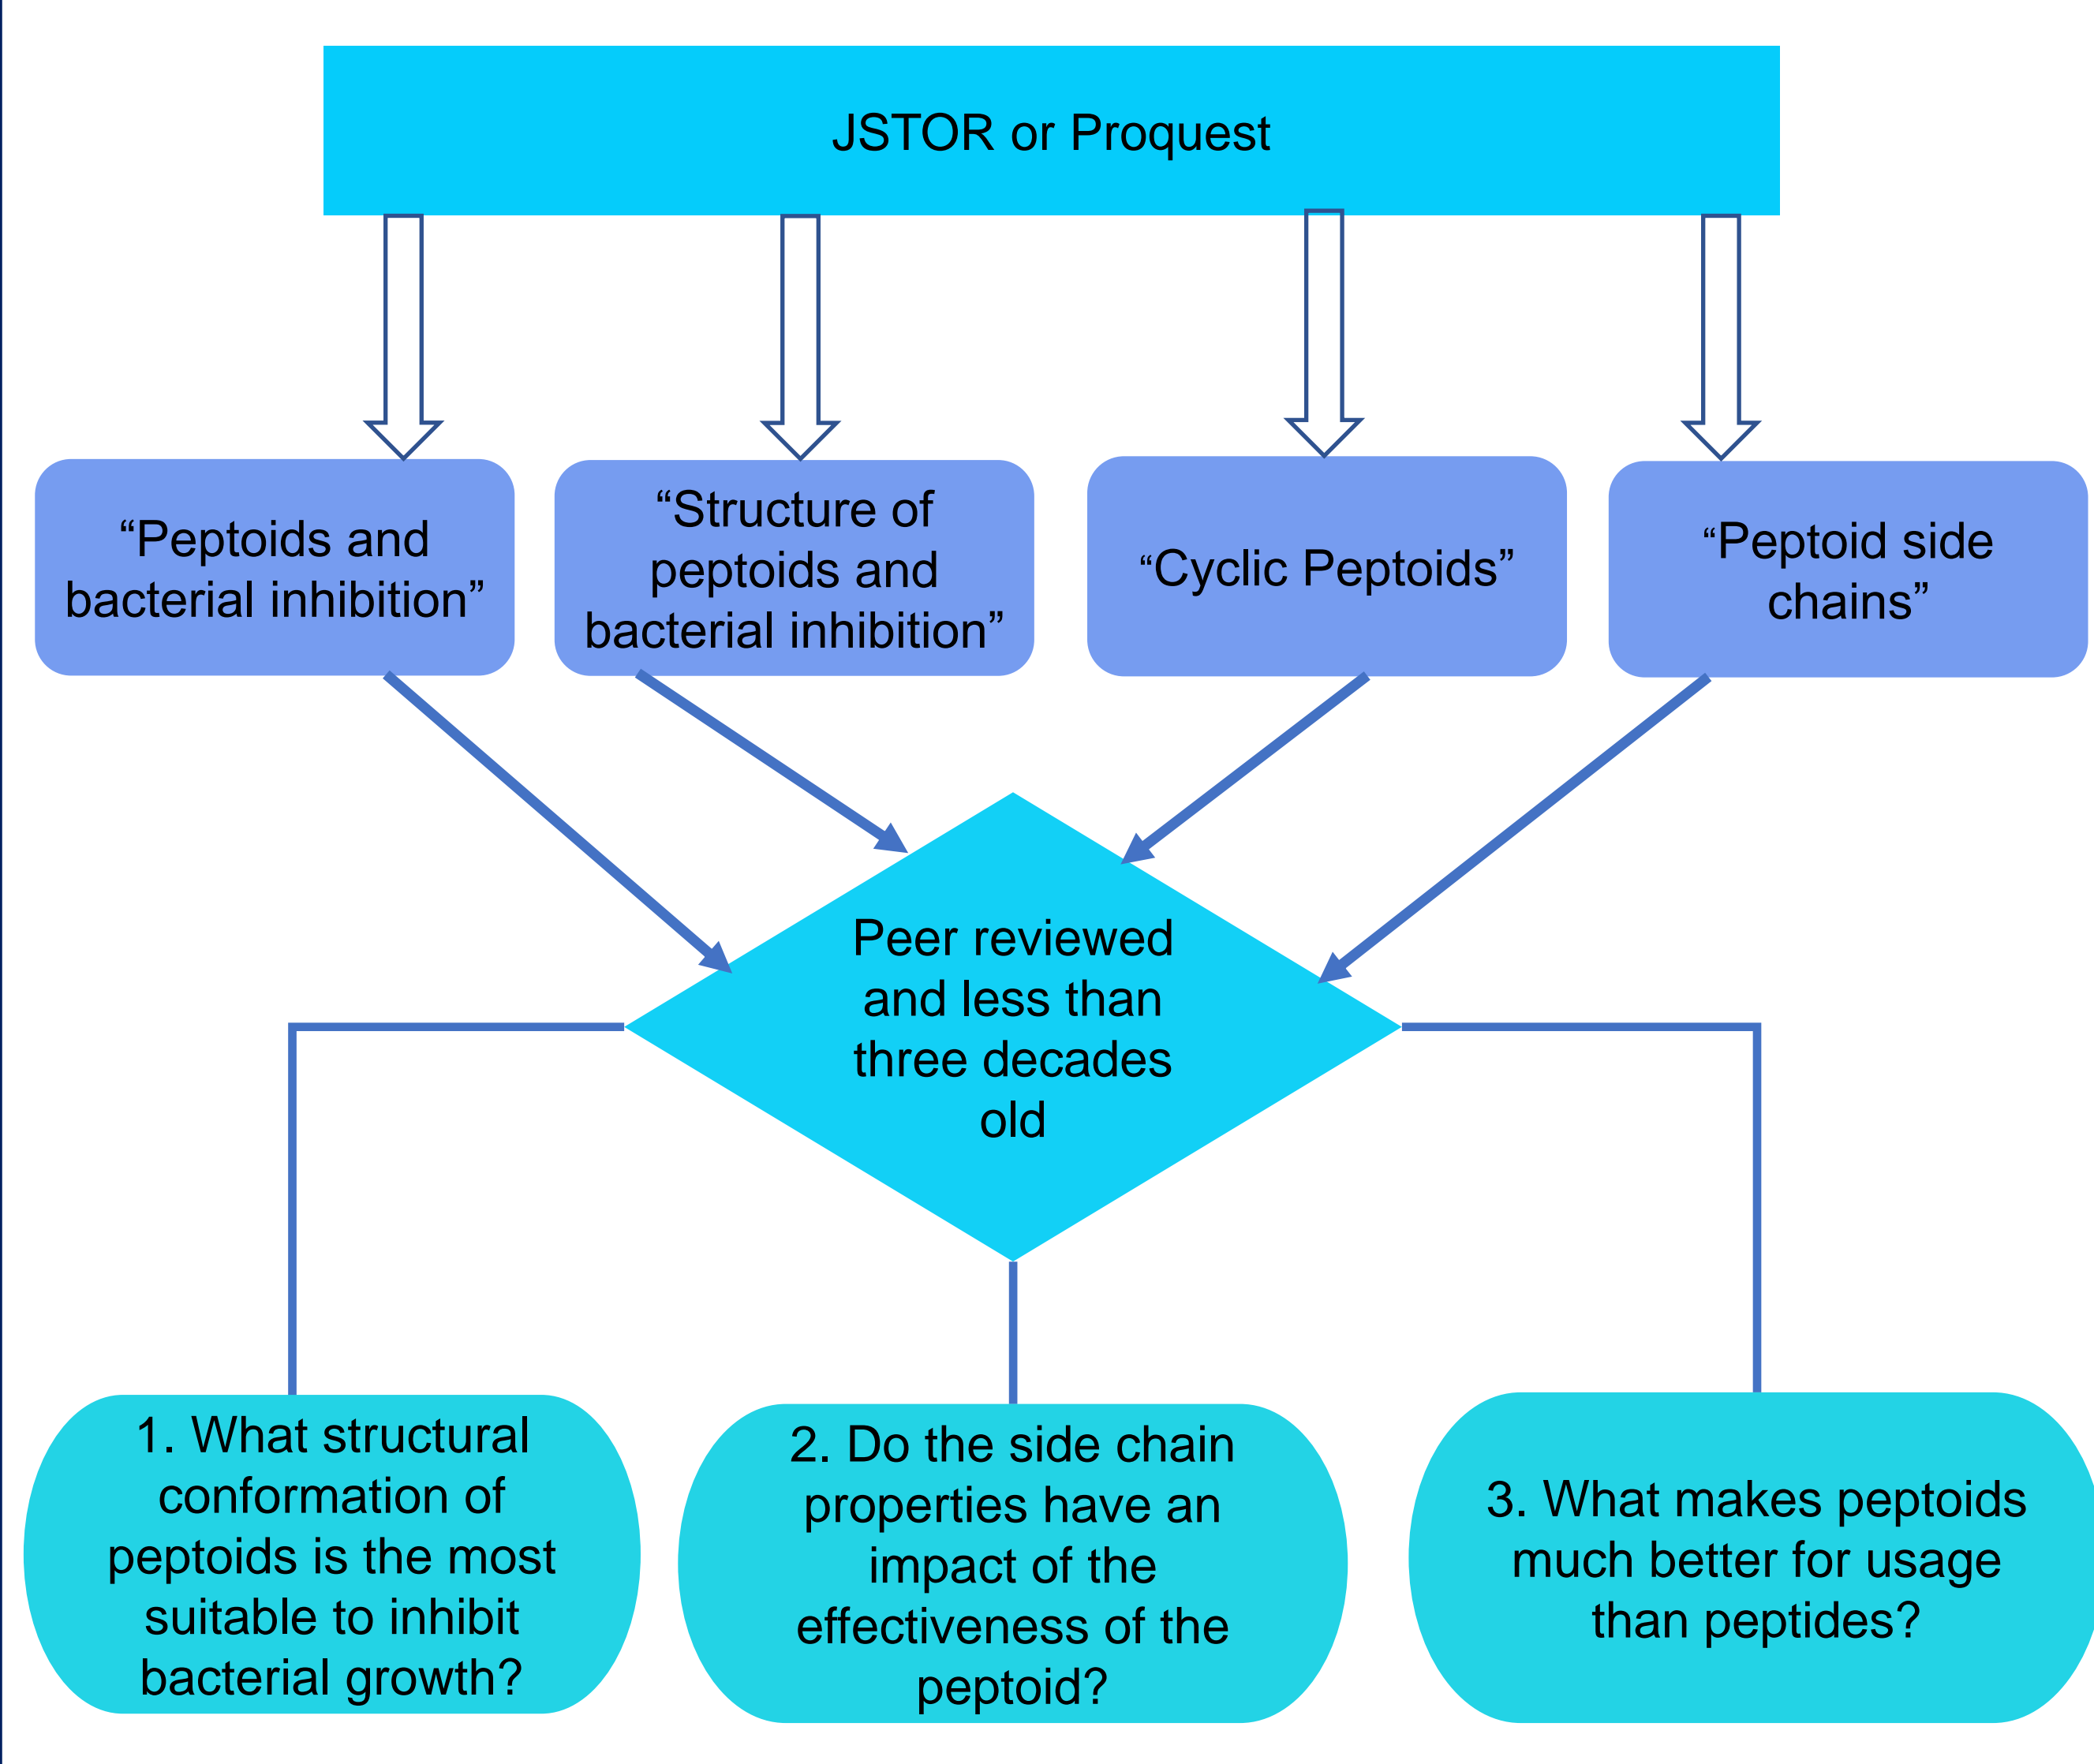 JSTOR or Proquest
“Peptoids and
bacterial inhibition”
“Structure of
peptoids and
bacterial inhibition”
“Cyclic Peptoids”
“Peptoid side
chains”
Peer reviewed
and less than
three decades
old
1. What structural
conformation of
peptoids is the most
suitable to inhibit
bacterial growth?
2. Do the side chain
properties have an
impact of the
effectiveness of the
peptoid?
3. What makes peptoids
much better for usage
than peptides?